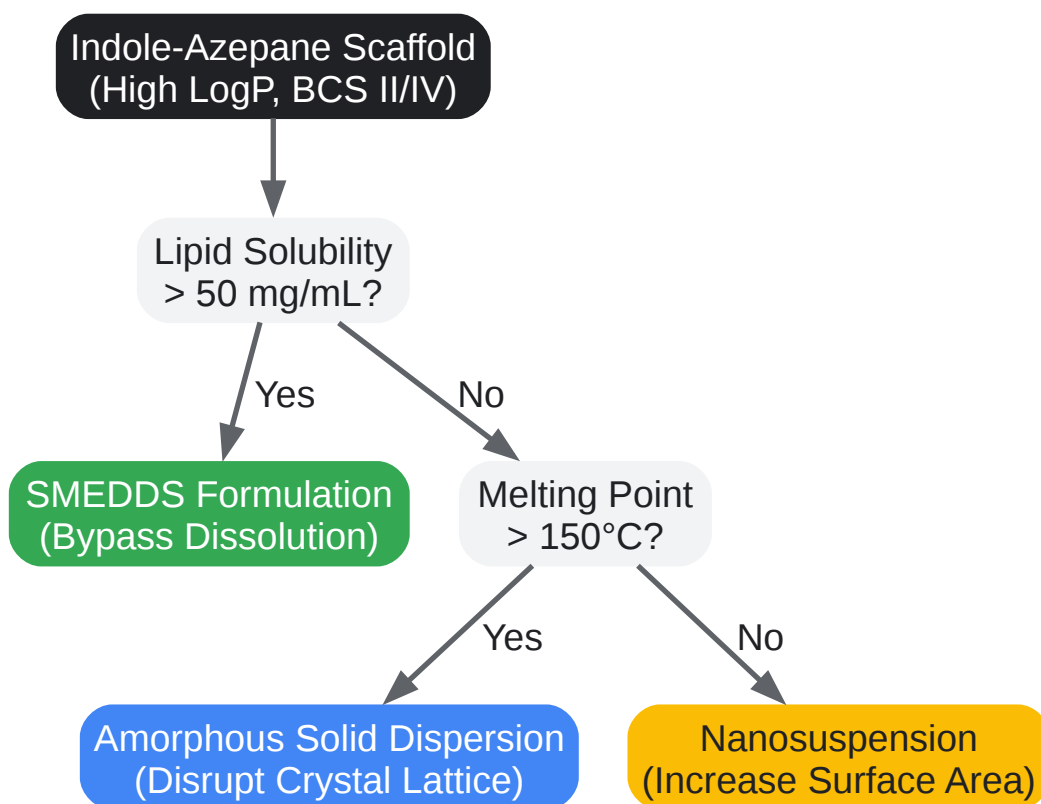 Indole-Azepane Scaffold
(High LogP, BCS II/IV)
Lipid Solubility
> 50 mg/mL?
Yes
No
SMEDDS Formulation
(Bypass Dissolution)
Melting Point
> 150°C?
Yes
No
Amorphous Solid Dispersion
(Disrupt Crystal Lattice)
Nanosuspension
(Increase Surface Area)